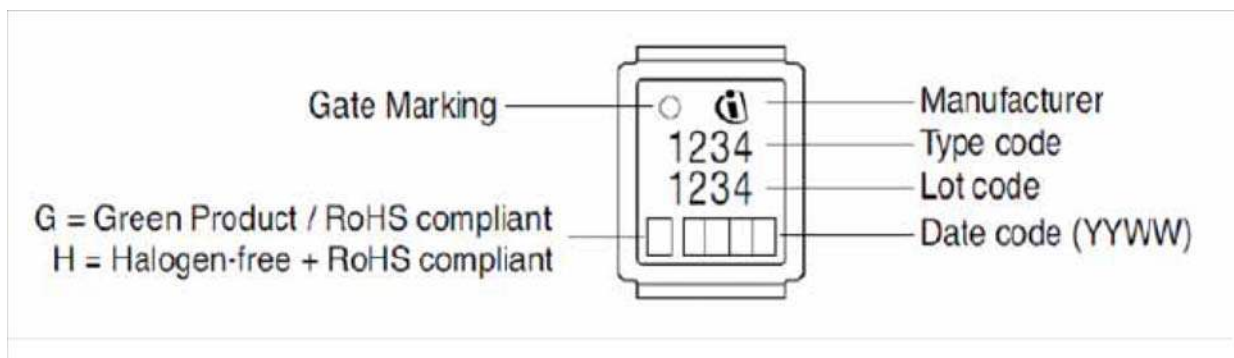 Gate Marking
Manufacturer
1234
Type code
1234
Lot code
G = Green Product / RoHS compliant
H = Halogen-free + RoHS compliant
Date code (YYWW)